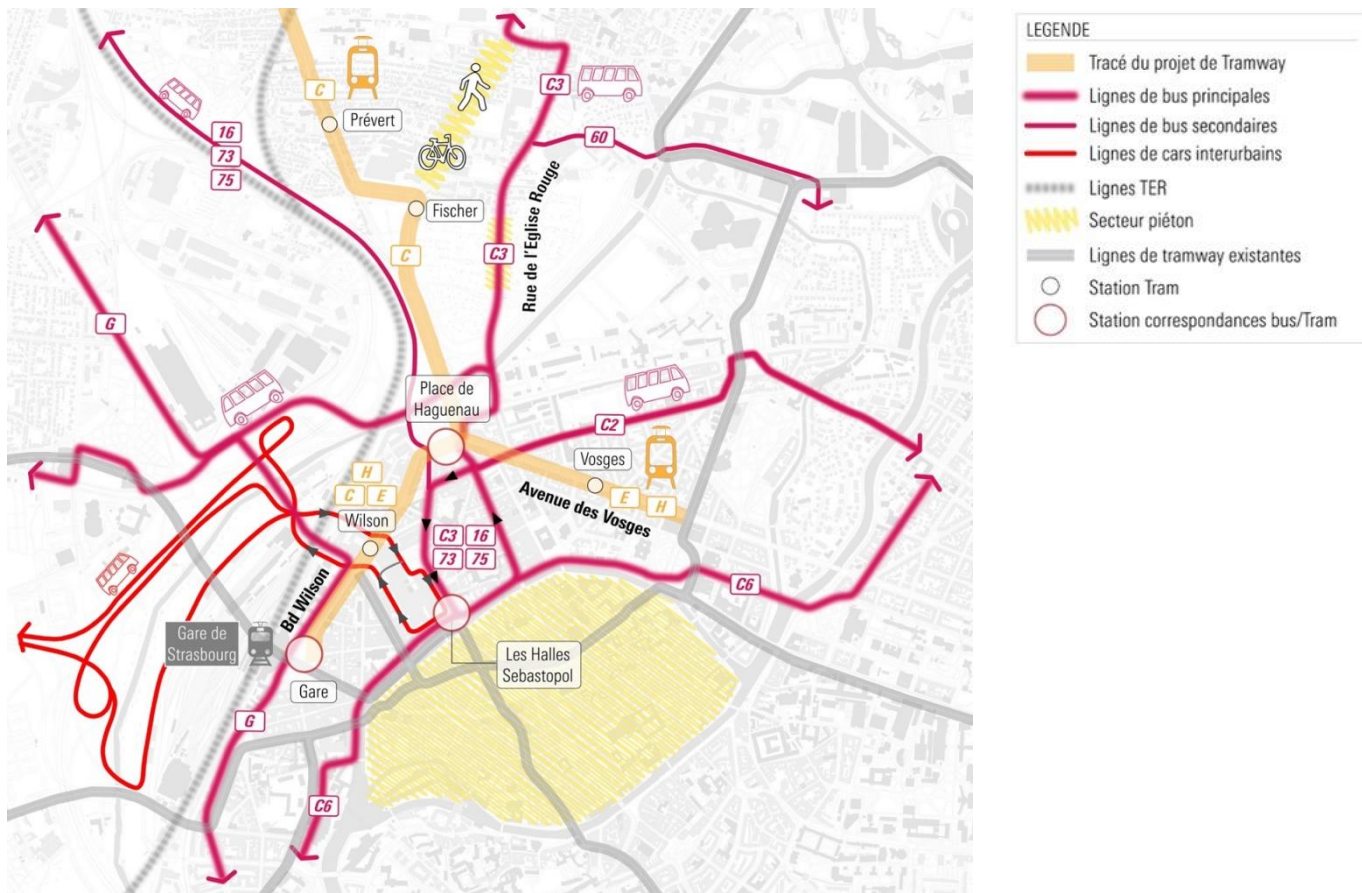 C
Prévert
16
73
75
C3
60
Fischer
C
C3
Rue de l'Eglise Rouge
G
Place de
Haguenau
C2
Vosges
Avenue des Vosges
E
H
H
C
E
Wilson
C3
16
73
75
C6
Bd Wilson
Gare de
Strasbourg
Gare
Les Halles
Sebastopol
G
C6
LEGENDE
Tracé du projet de Tramway
Lignes de bus principales
Lignes de bus secondaires
Lignes de cars interurbains
Lignes TER
Secteur piéton
Lignes de tramway existantes
Station Tram
Station correspondances bus/Tram